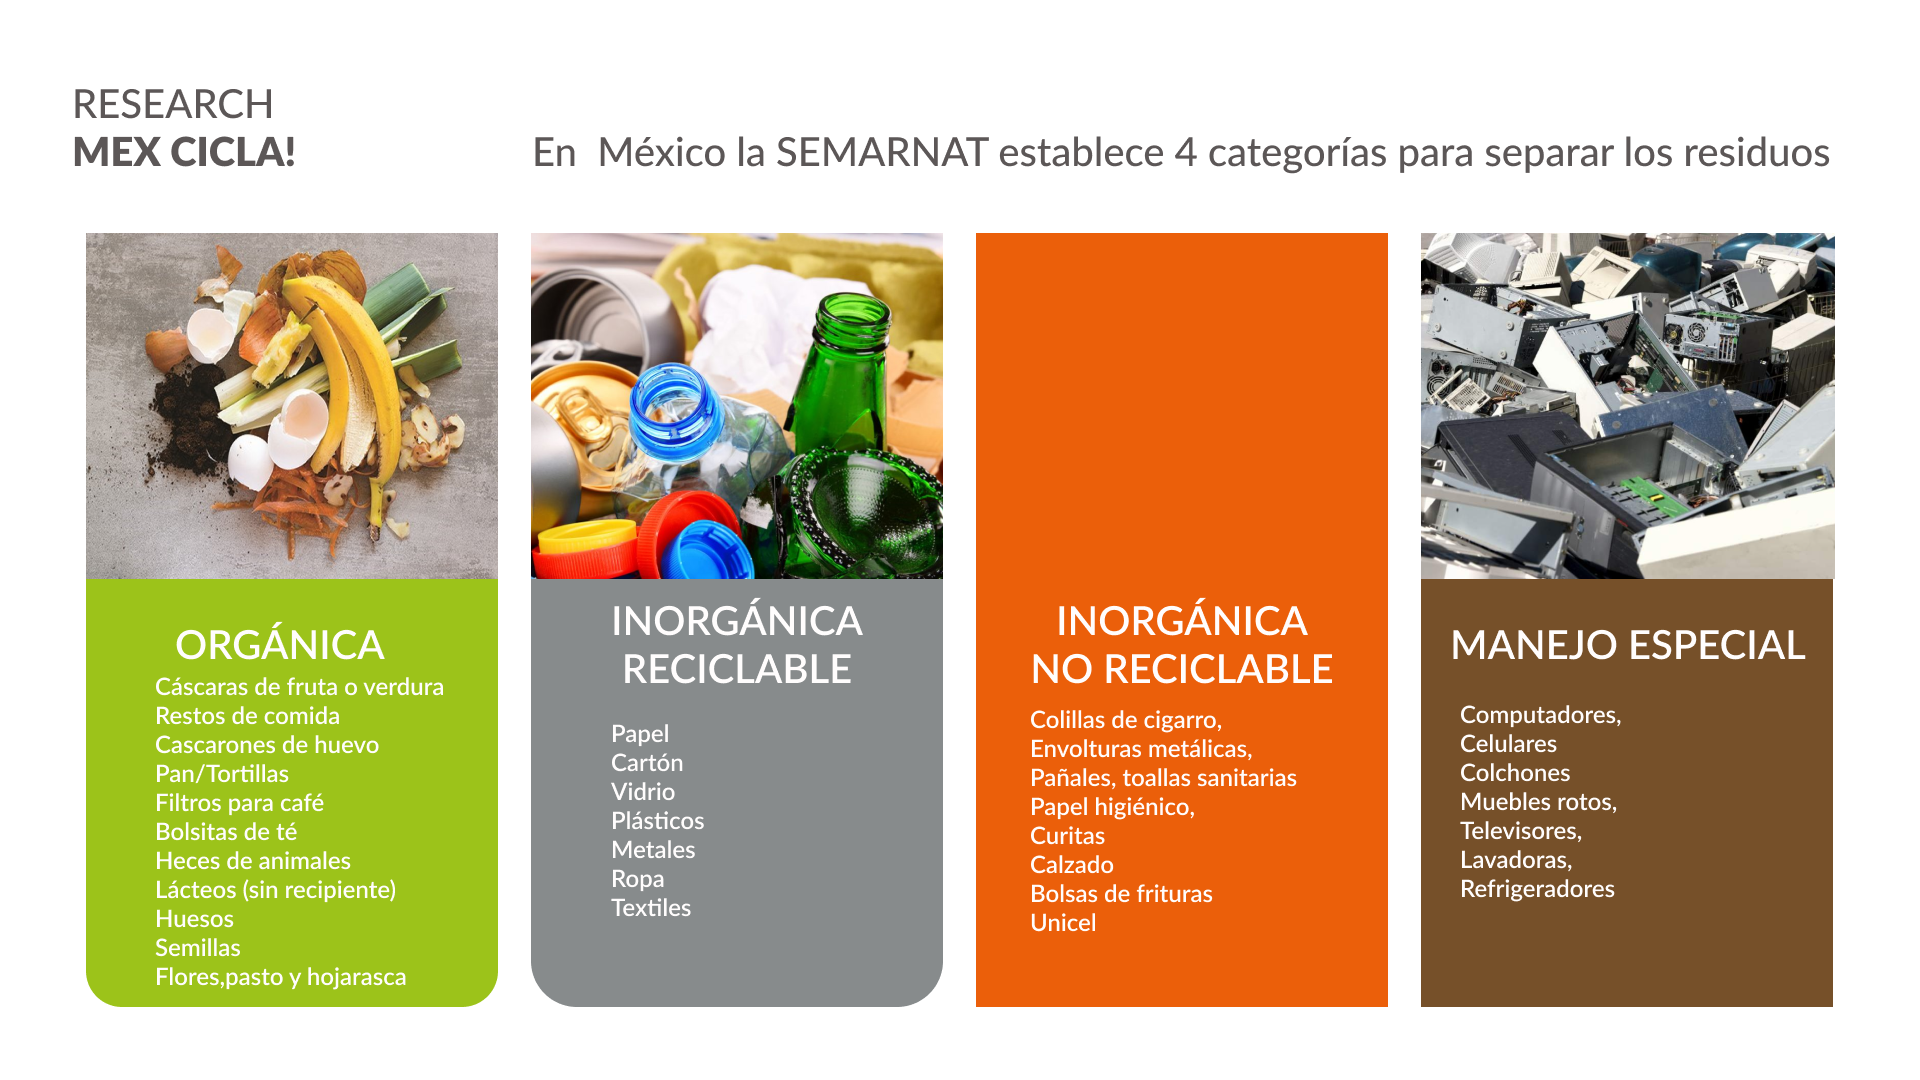 RESEARCH
MEX CICLA!
En  México la SEMARNAT establece 4 categorías para separar los residuos
ORGÁNICA
Cáscaras de fruta o verdura
Restos de comida
Cascarones de huevo
Pan/Tortillas
Filtros para café
Bolsitas de té
Heces de animales
Lácteos (sin recipiente)
Huesos
Semillas
Flores,pasto y hojarasca
INORGÁNICA
RECICLABLE
Papel
Cartón
Vidrio
Plásticos
Metales
Ropa
Textiles
INORGÁNICA
NO RECICLABLE
Colillas de cigarro,
Envolturas metálicas,
Pañales, toallas sanitarias
Papel higiénico,
Curitas
Calzado
Bolsas de frituras
Unicel
MANEJO ESPECIAL
Computadores,
Celulares
Colchones
Muebles rotos,
Televisores,
Lavadoras,
Refrigeradores